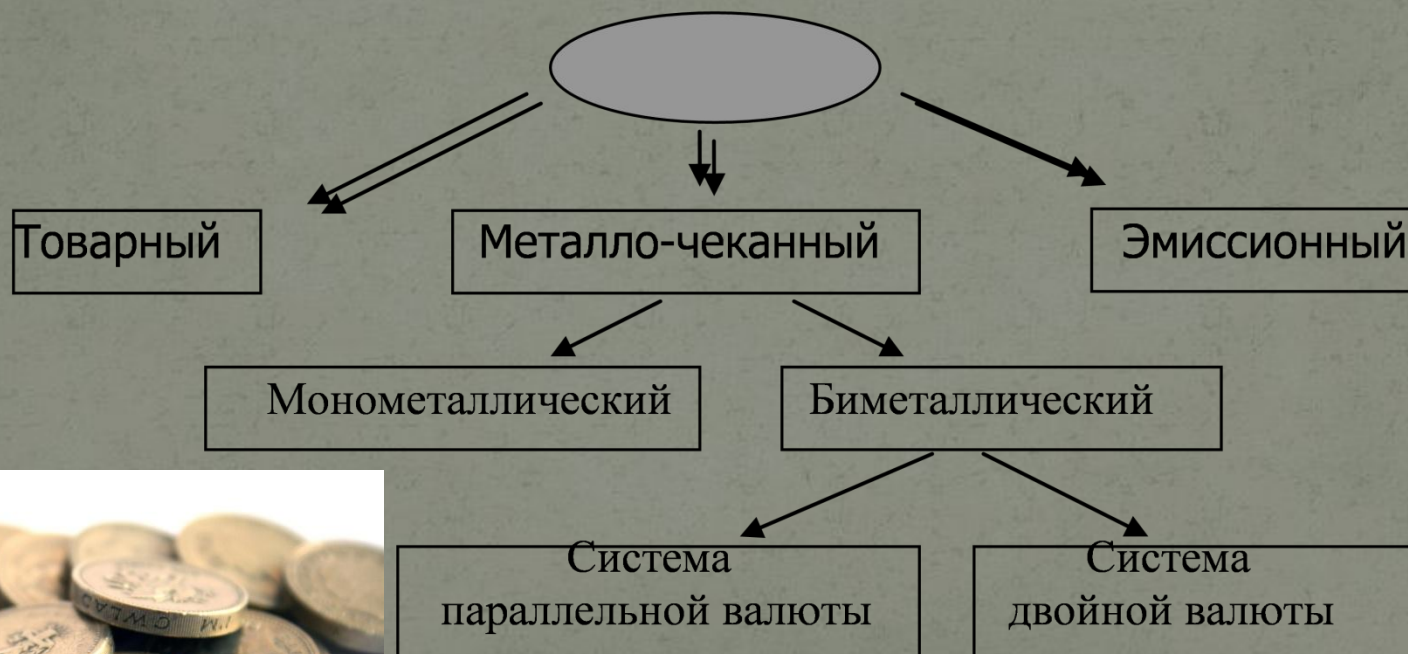 Товарный
Металло-чеканный
Эмиссионный
Монометаллический
Биметаллический
Система
параллельной валюты
Система
двойной валюты